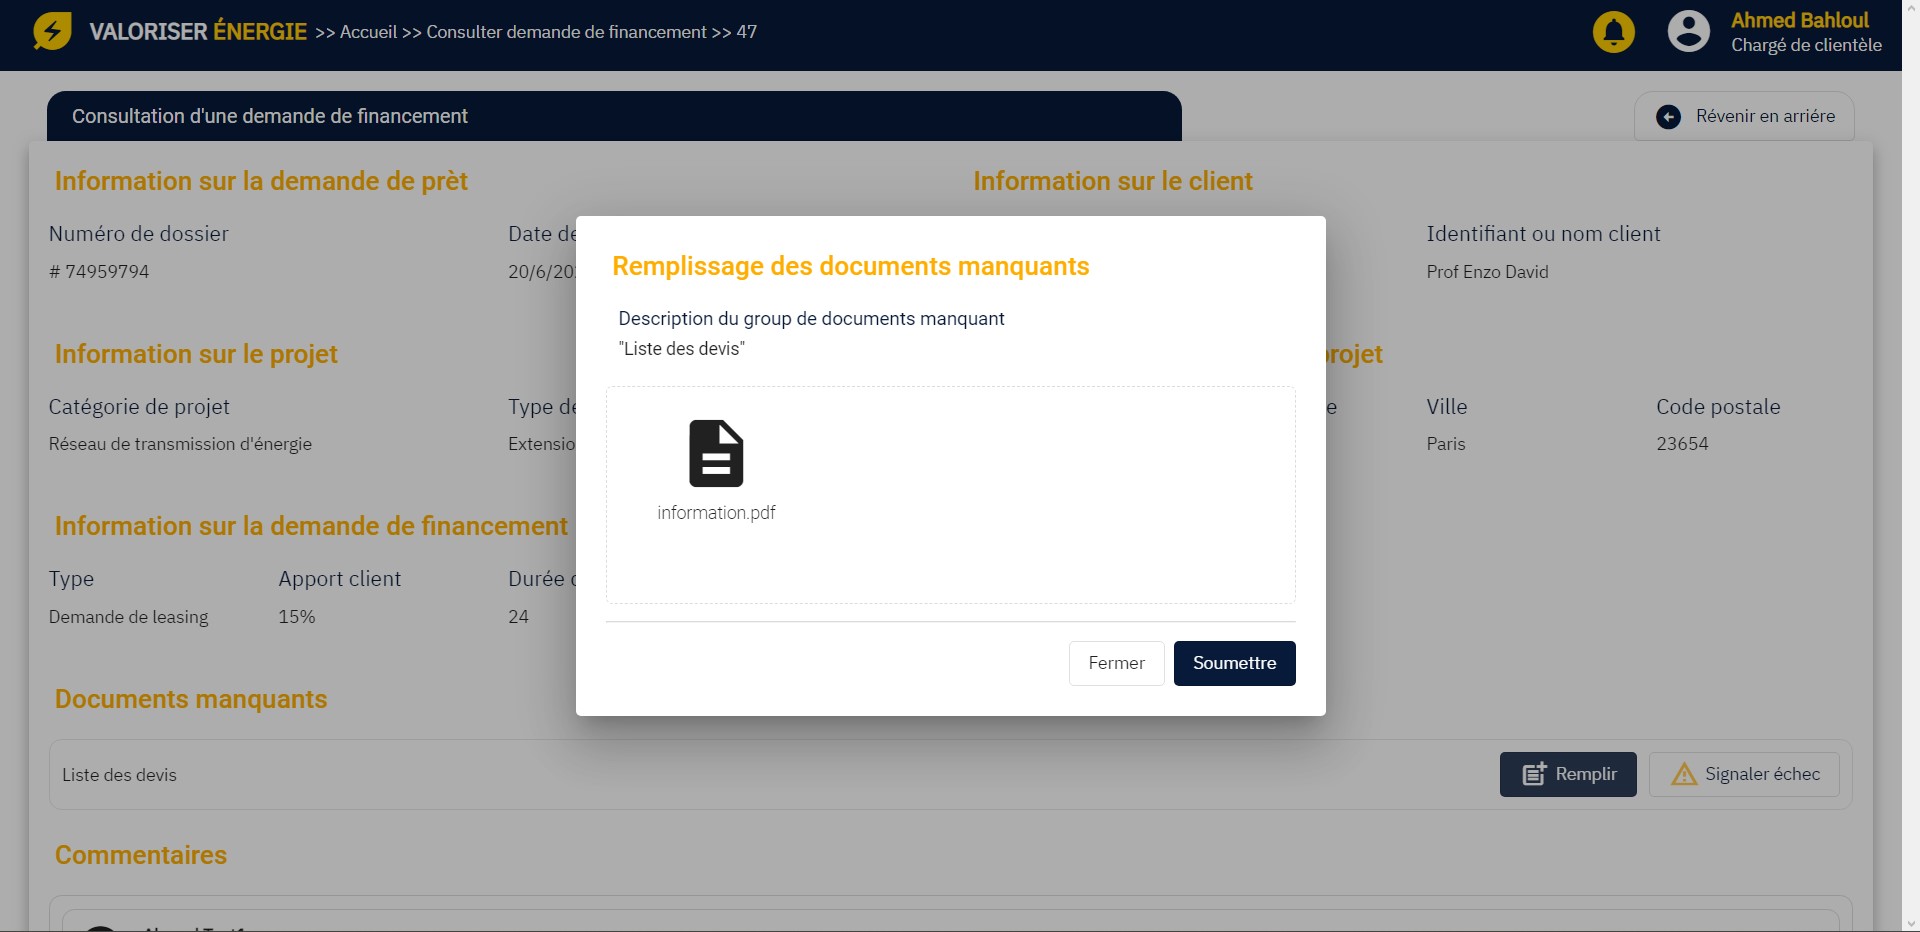 VALORISER ÉNERGIE >> Accueil >> Consulter demande de financement >> 47
Ahmed Bahloul
Chargé de clientèle
Consultation d'une demande de financement
Révenir en arriére
Information sur la demande de prèt
Information sur le client
Numéro de dossier
Date de
Identifiant ou nom client
# 74959794
20/6/20
Prof Enzo David
Remplissage des documents manquants
Description du group de documents manquant
"Liste des devis"
information.pdf
Fermer
Soumettre
Information sur le projet
projet
Catégorie de projet
Type de
e
Ville
Code postale
Réseau de transmission d'énergie
Extensio
Paris
23654
Information sur la demande de financement
Type
Apport client
Durée
Demande de leasing
15%
24
Documents manquants
Liste des devis
Remplir
Signaler échec
Commentaires